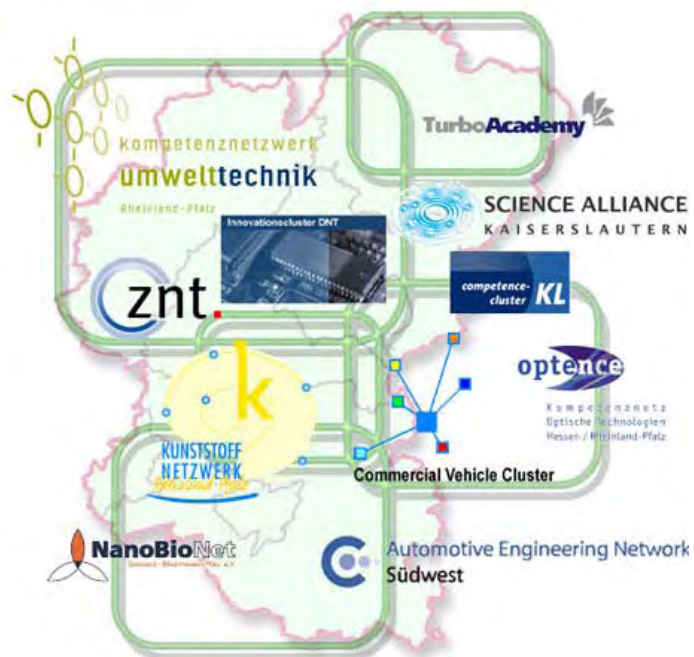 TurboAcademy
kompetenznetzwerk
umwelttechnik
Rheinland-Pfalz
SCIENCE ALLIANCE
KAISERSLAUTERN
Innovationscluster DNT
znt.
competence-
cluster KL
optence
Kompetenznetz
Optische Technologien
Hessen / Rheinland-Pfalz
k
KUNSTSTOFF
NETZWERK
Rheinland-Pfalz
Commercial Vehicle Cluster
NanoBioNet
Automotive Engineering Network
Südwest